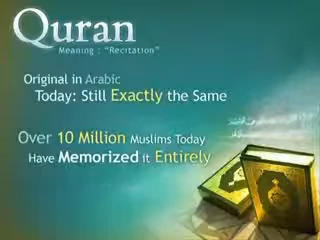 Quran
Meaning : "Recitation"
Original in Arabic
Today: Still Exactly the Same
Over 10 Million Muslims Today
Have Memorized it Entirely